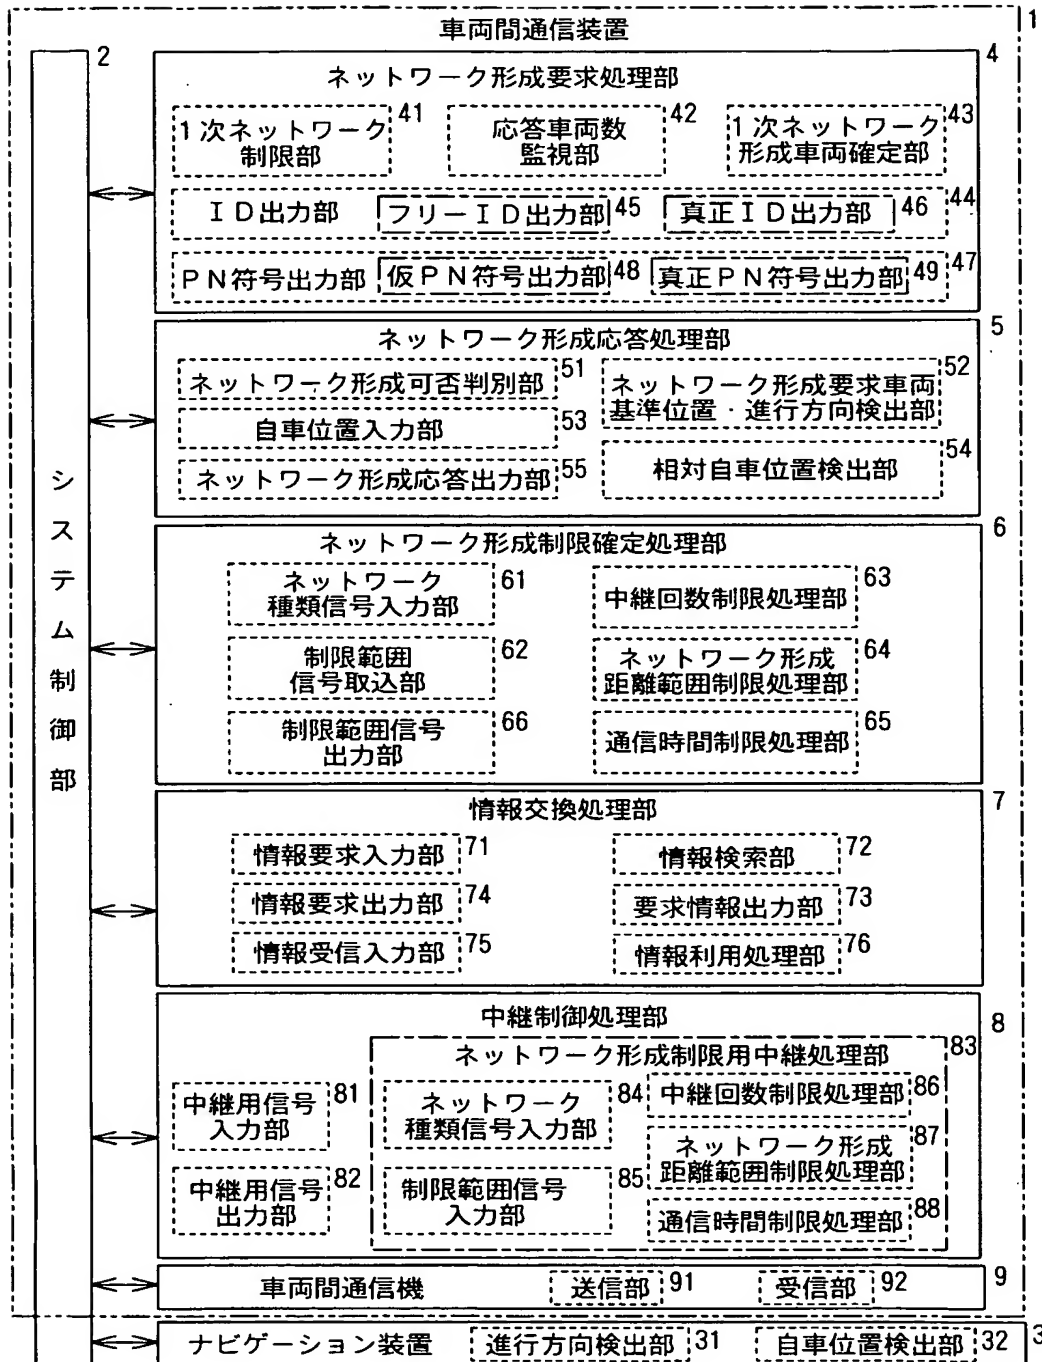 車両間通信装置 1
2
4
ネットワーク形成要求処理部
1次ネットワーク
制限部
41
応答車両数
監視部
42
1次ネットワーク
形成車両確定部
43
ID出力部
フリーID出力部
45
真正ID出力部
46
44
PN符号出力部
仮PN符号出力部
48
真正PN符号出力部
49
47
5
ネットワーク形成応答処理部
ネットワーク形成可否判別部
51
ネットワーク形成要求車両
基準位置・進行方向検出部
52
自車位置入力部
53
相対自車位置検出部
54
ネットワーク形成応答出力部
55
システム制御部
6
ネットワーク形成制限確定処理部
ネットワーク
種類信号入力部
61
中継回数制限処理部
63
制限範囲
信号取込部
62
ネットワーク形成
距離範囲制限処理部
64
制限範囲信号
出力部
66
通信時間制限処理部
65
7
情報交換処理部
情報要求入力部
71
情報検索部
72
情報要求出力部
74
要求情報出力部
73
情報受信入力部
75
情報利用処理部
76
8
中継制御処理部
ネットワーク形成制限用中継処理部
83
中継用信号
入力部
81
ネットワーク
種類信号入力部
84
中継回数制限処理部
86
ネットワーク形成
距離範囲制限処理部
87
中継用信号
出力部
82
制限範囲信号
入力部
85
通信時間制限処理部
88
車両間通信機
送信部
91
受信部
92
9
ナビゲーション装置
進行方向検出部
31
自車位置検出部
32
3